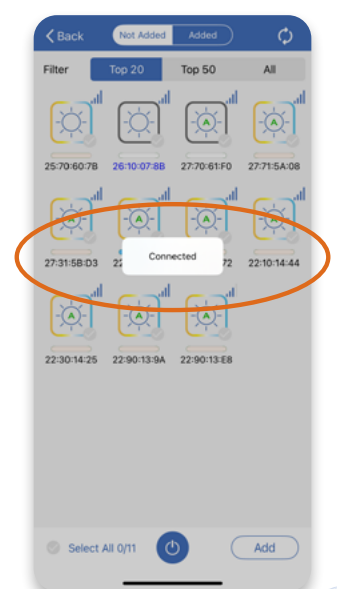 Back Not Added Added
Filter Top 20 Top 50 All
25:70:60:7B 26:10:07:8B 27:70:61:F0 27:71:5A:08
A A
27:31:5B:D3 22 72 22:10:14:44
A A A A
Connected
22:30:14:25 22:90:13:9A 22:90:13:E8
A A A
Select All 0/11 Add